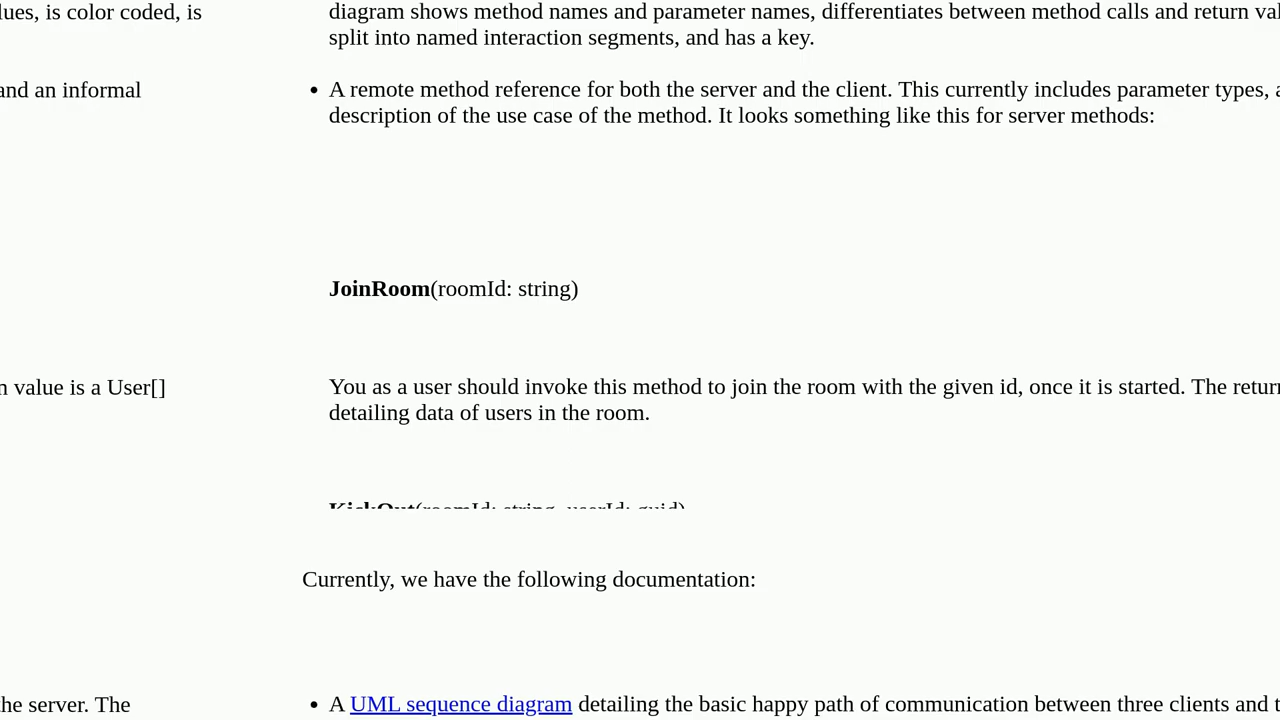 lues, is color coded, is
diagram shows method names and parameter names, differentiates between method calls and return val
split into named interaction segments, and has a key.
and an informal
• A remote method reference for both the server and the client. This currently includes parameter types, a
description of the use case of the method. It looks something like this for server methods:
JoinRoom(roomId: string)
n value is a User[]
You as a user should invoke this method to join the room with the given id, once it is started. The return
detailing data of users in the room.
KickOut(roomId: string, userId: guid)
Currently, we have the following documentation:
the server. The
• A UML sequence diagram detailing the basic happy path of communication between three clients and t